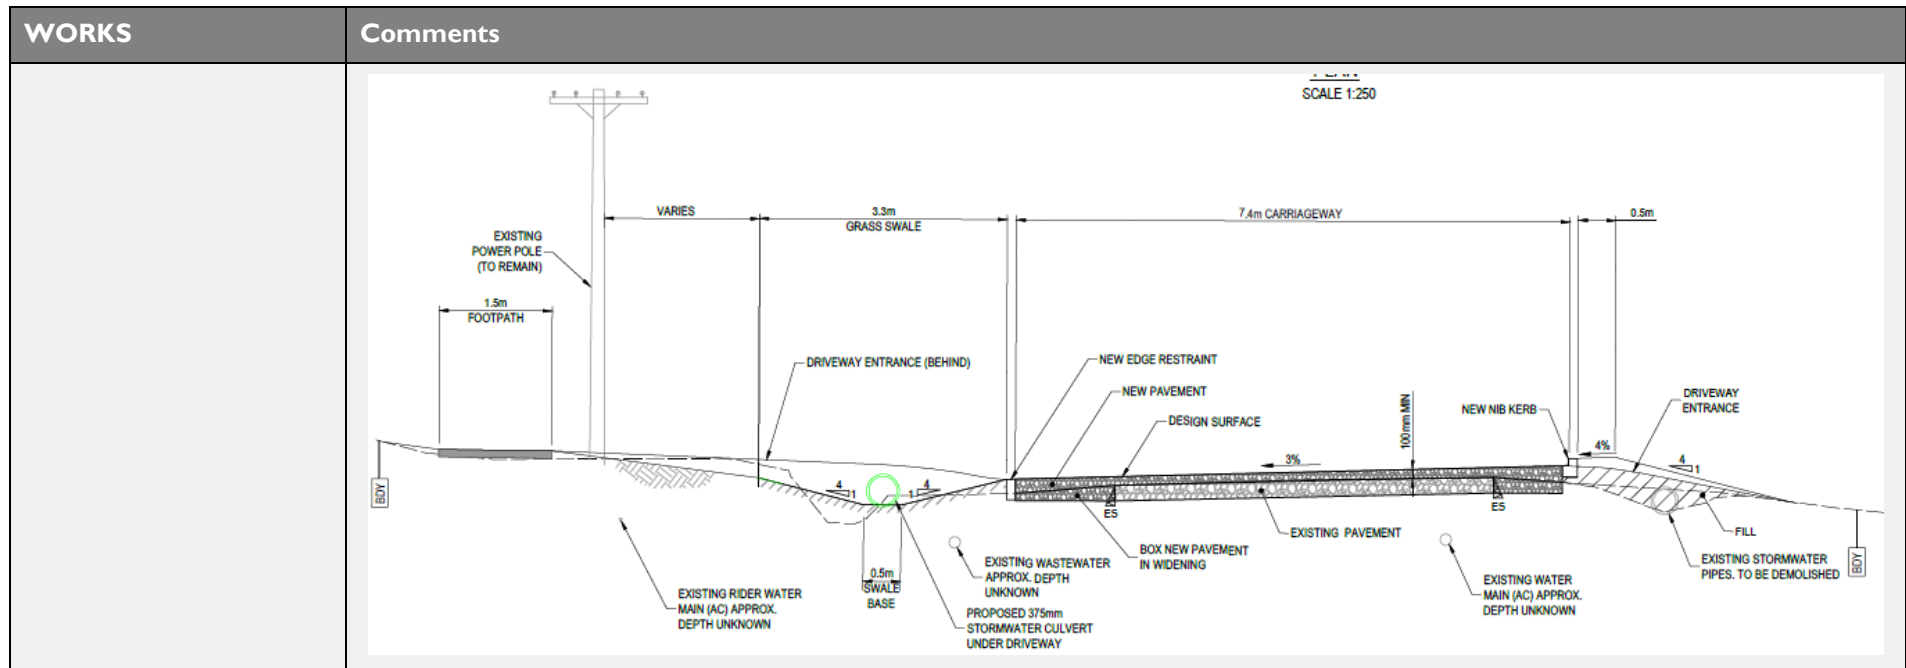 WORKS
Comments
PLAN
SCALE 1:250
VARIES
3.3m
GRASS SWALE
7.4m CARRIAGEWAY
0.5m
EXISTING
POWER POLE
(TO REMAIN)
1.5m
FOOTPATH
DRIVEWAY ENTRANCE (BEHIND)
NEW EDGE RESTRAINT
NEW PAVEMENT
DESIGN SURFACE
100mm MIN
NEW NIB KERB
DRIVEWAY
ENTRANCE
3%
4%
4
1
BDY
4
1
1
4
E5
E5
0.5m
SWALE
BASE
EXISTING RIDER WATER
MAIN (AC) APPROX.
DEPTH UNKNOWN
EXISTING WASTEWATER
APPROX. DEPTH
UNKNOWN
PROPOSED 375mm
STORMWATER CULVERT
UNDER DRIVEWAY
BOX NEW PAVEMENT
IN WIDENING
EXISTING PAVEMENT
EXISTING WATER
MAIN (AC) APPROX.
DEPTH UNKNOWN
FILL
EXISTING STORMWATER
PIPES. TO BE DEMOLISHED
BDY